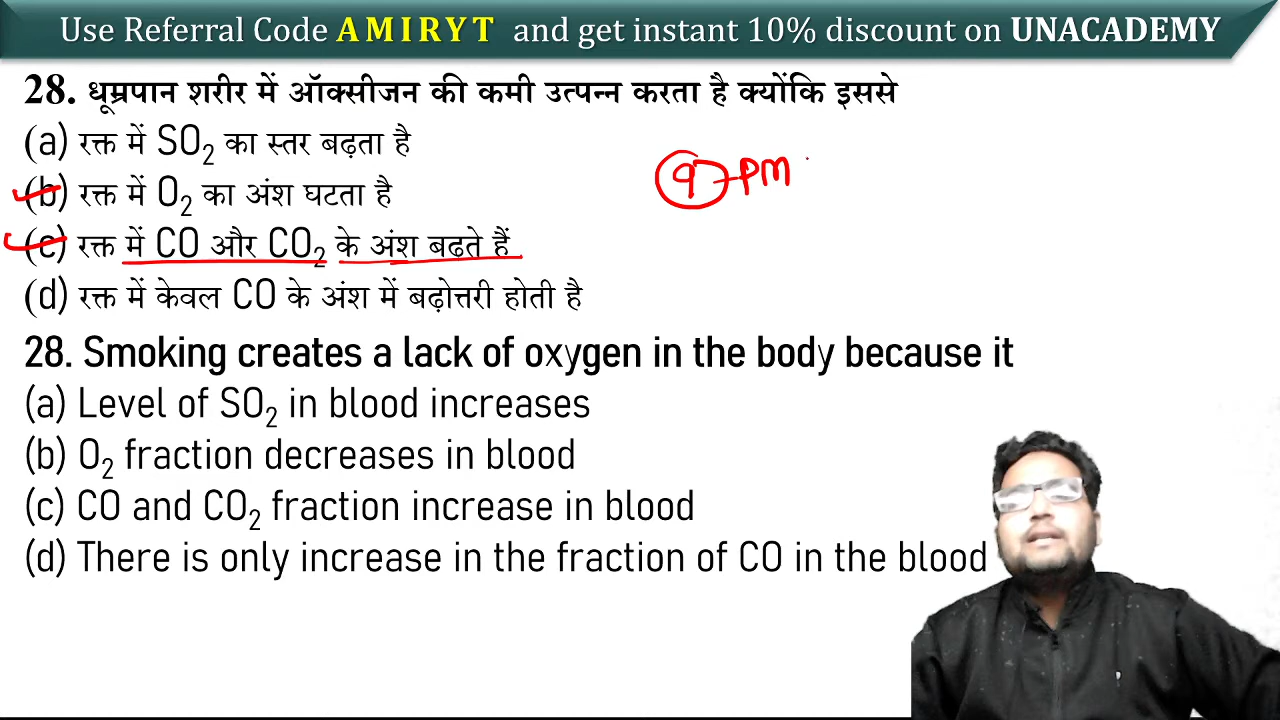 Use Referral Code AMIRYT and get instant 10% discount on UNACADEMY
28. धूम्रपान शरीर में ऑक्सीजन की कमी उत्पन्न करता है क्योंकि इससे
(a) रक्त में SO₂ का स्तर बढ़ता है
(b) रक्त में O₂ का अंश घटता है
9 PM
(c) रक्त में CO और CO₂ के अंश बढते हैं
(d) रक्त में केवल CO के अंश में बढ़ोत्तरी होती है
28. Smoking creates a lack of oxygen in the body because it
(a) Level of SO₂ in blood increases
(b) O₂ fraction decreases in blood
(c) CO and CO₂ fraction increase in blood
(d) There is only increase in the fraction of CO in the blood